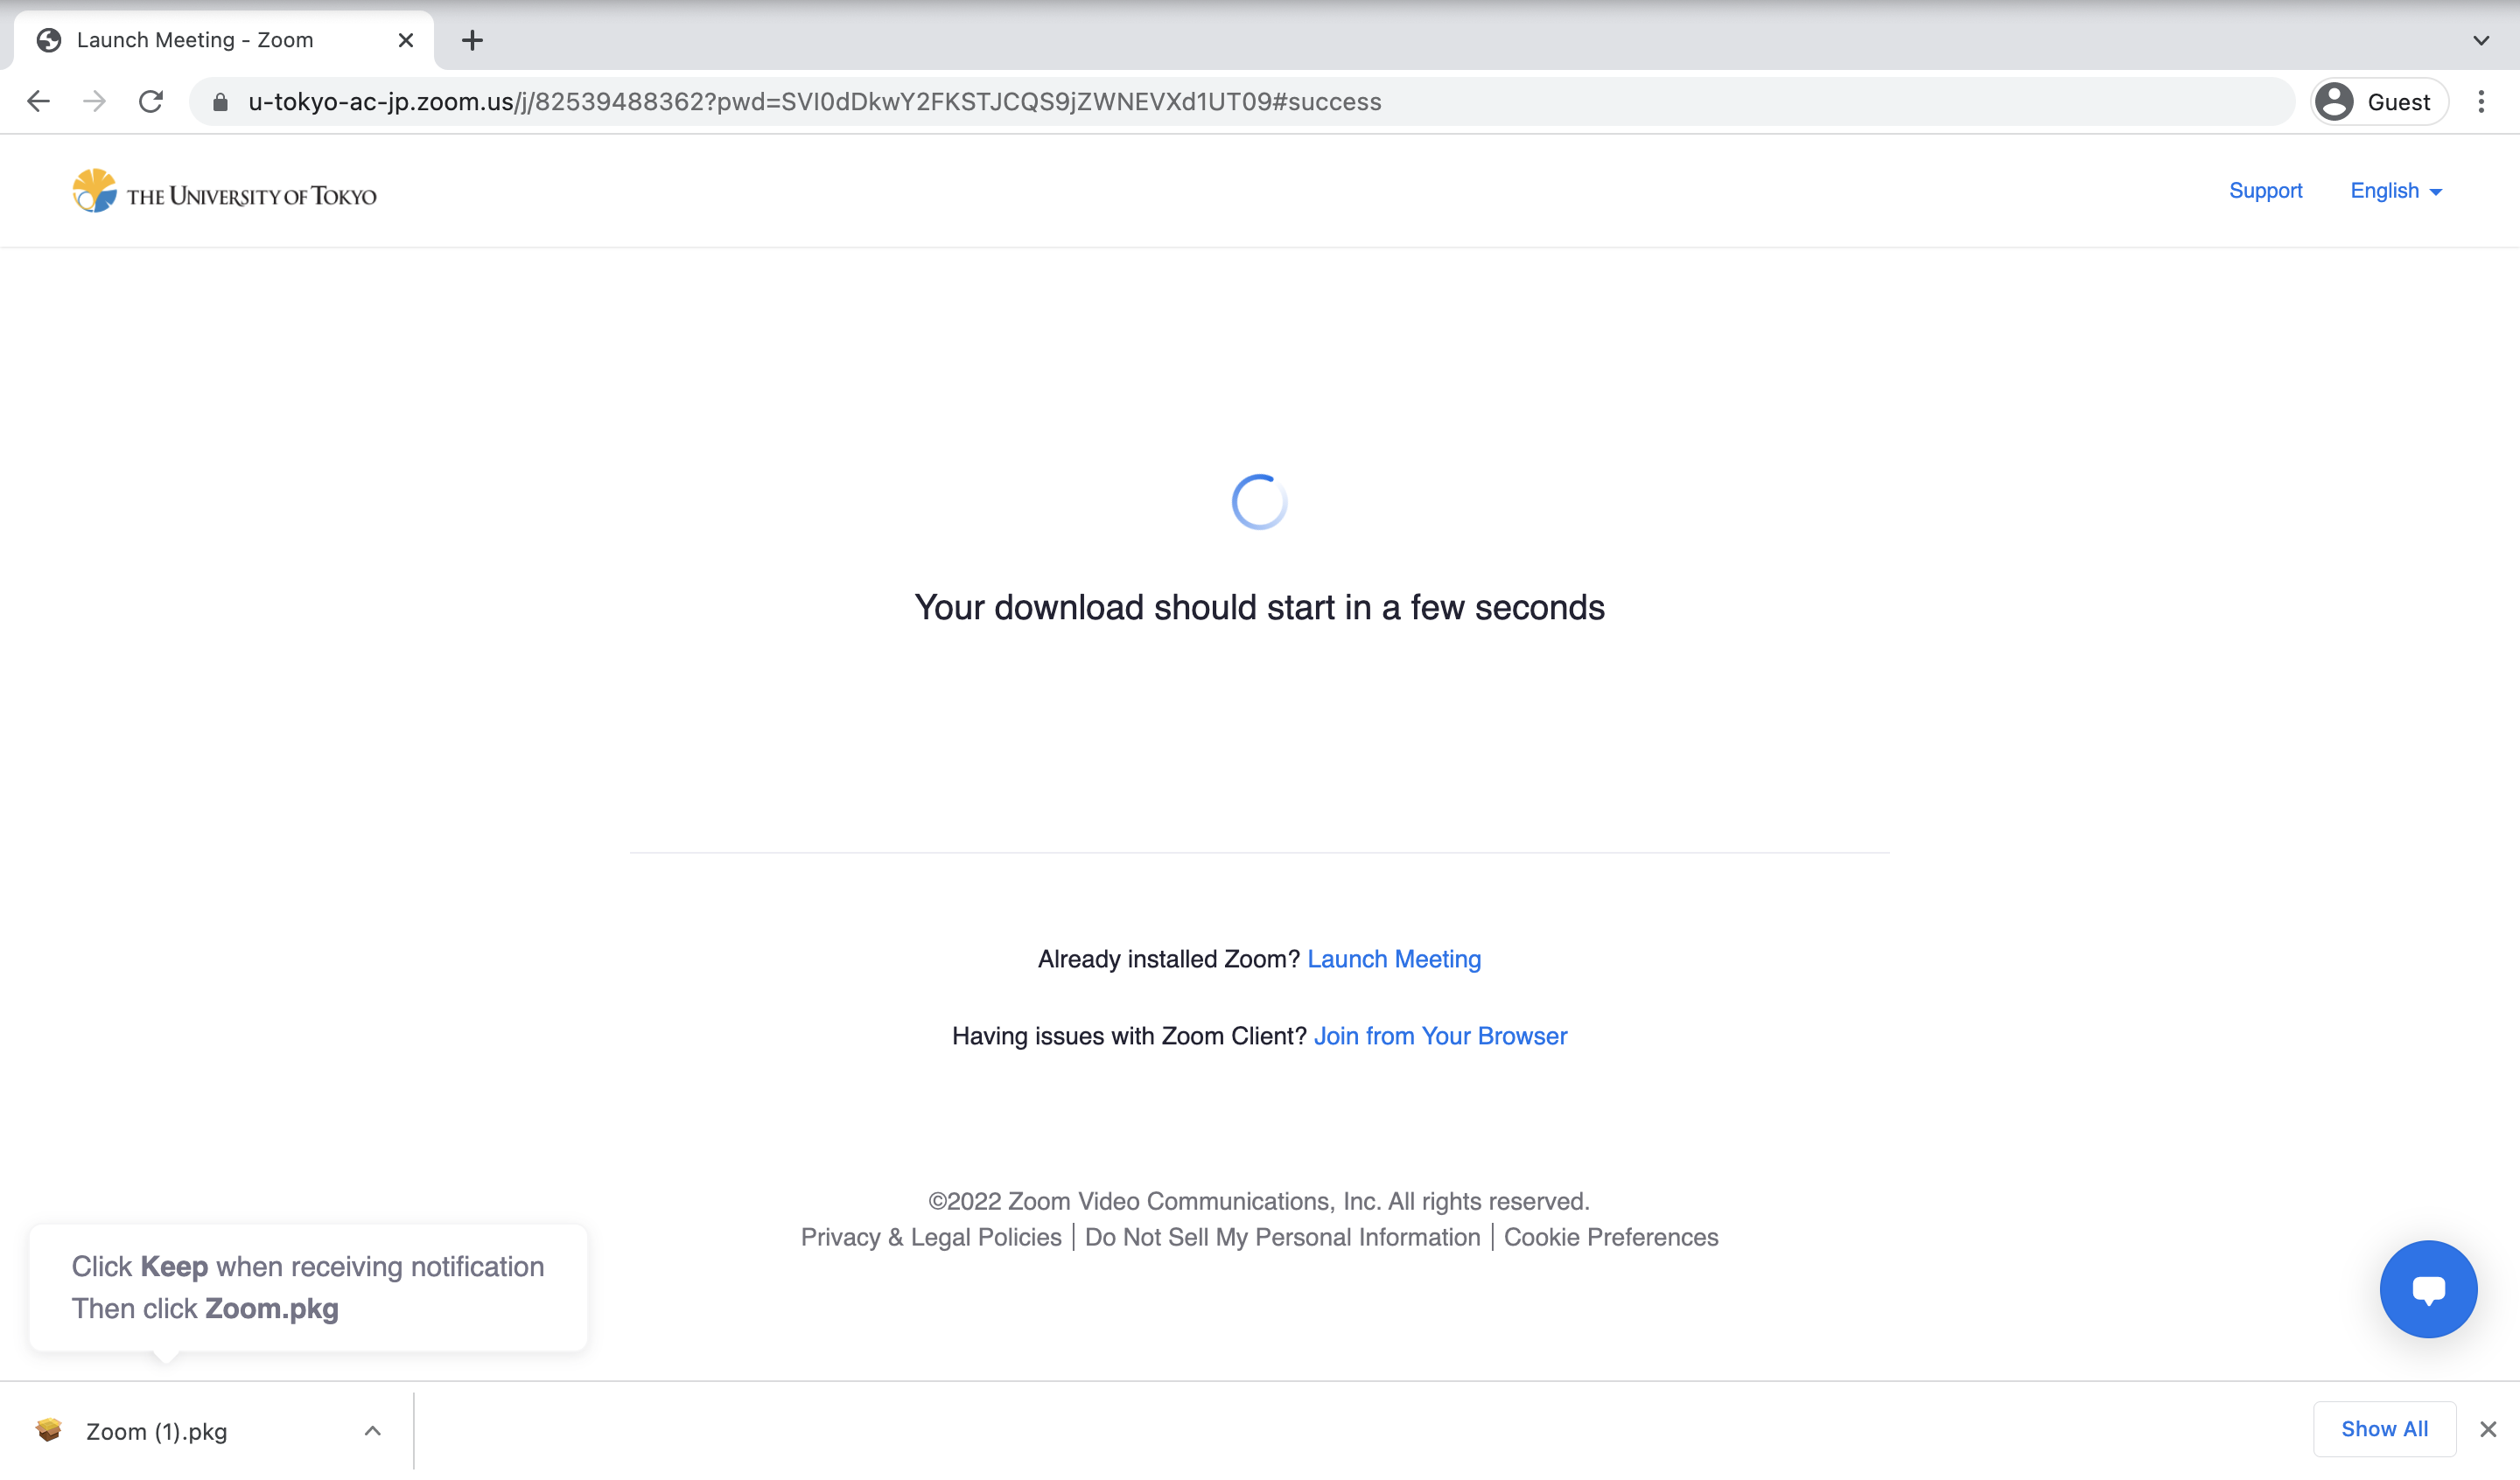 Launch Meeting - Zoom
u-tokyo-ac-jp.zoom.us/j/82539488362?pwd=SVI0dDkwY2FKSTJCQS9jZWNEVXd1UT09#success
Guest
THE UNIVERSITY OF TOKYO
Support
English
Your download should start in a few seconds
Already installed Zoom? Launch Meeting
Having issues with Zoom Client? Join from Your Browser
©2022 Zoom Video Communications, Inc. All rights reserved.
Privacy & Legal Policies | Do Not Sell My Personal Information | Cookie Preferences
Click Keep when receiving notification
Then click Zoom.pkg
Zoom (1).pkg
Show All